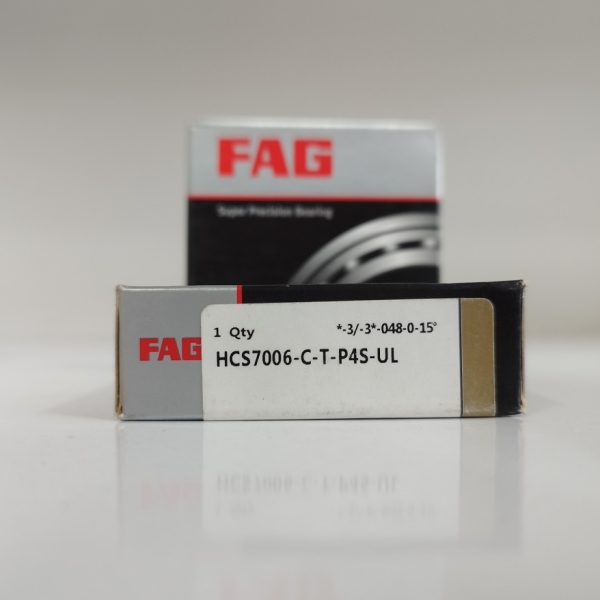 FAG
Super Precision Bearing
FAG
1 Qty *-3/-3*-048-0-15°
HCS7006-C-T-P4S-UL